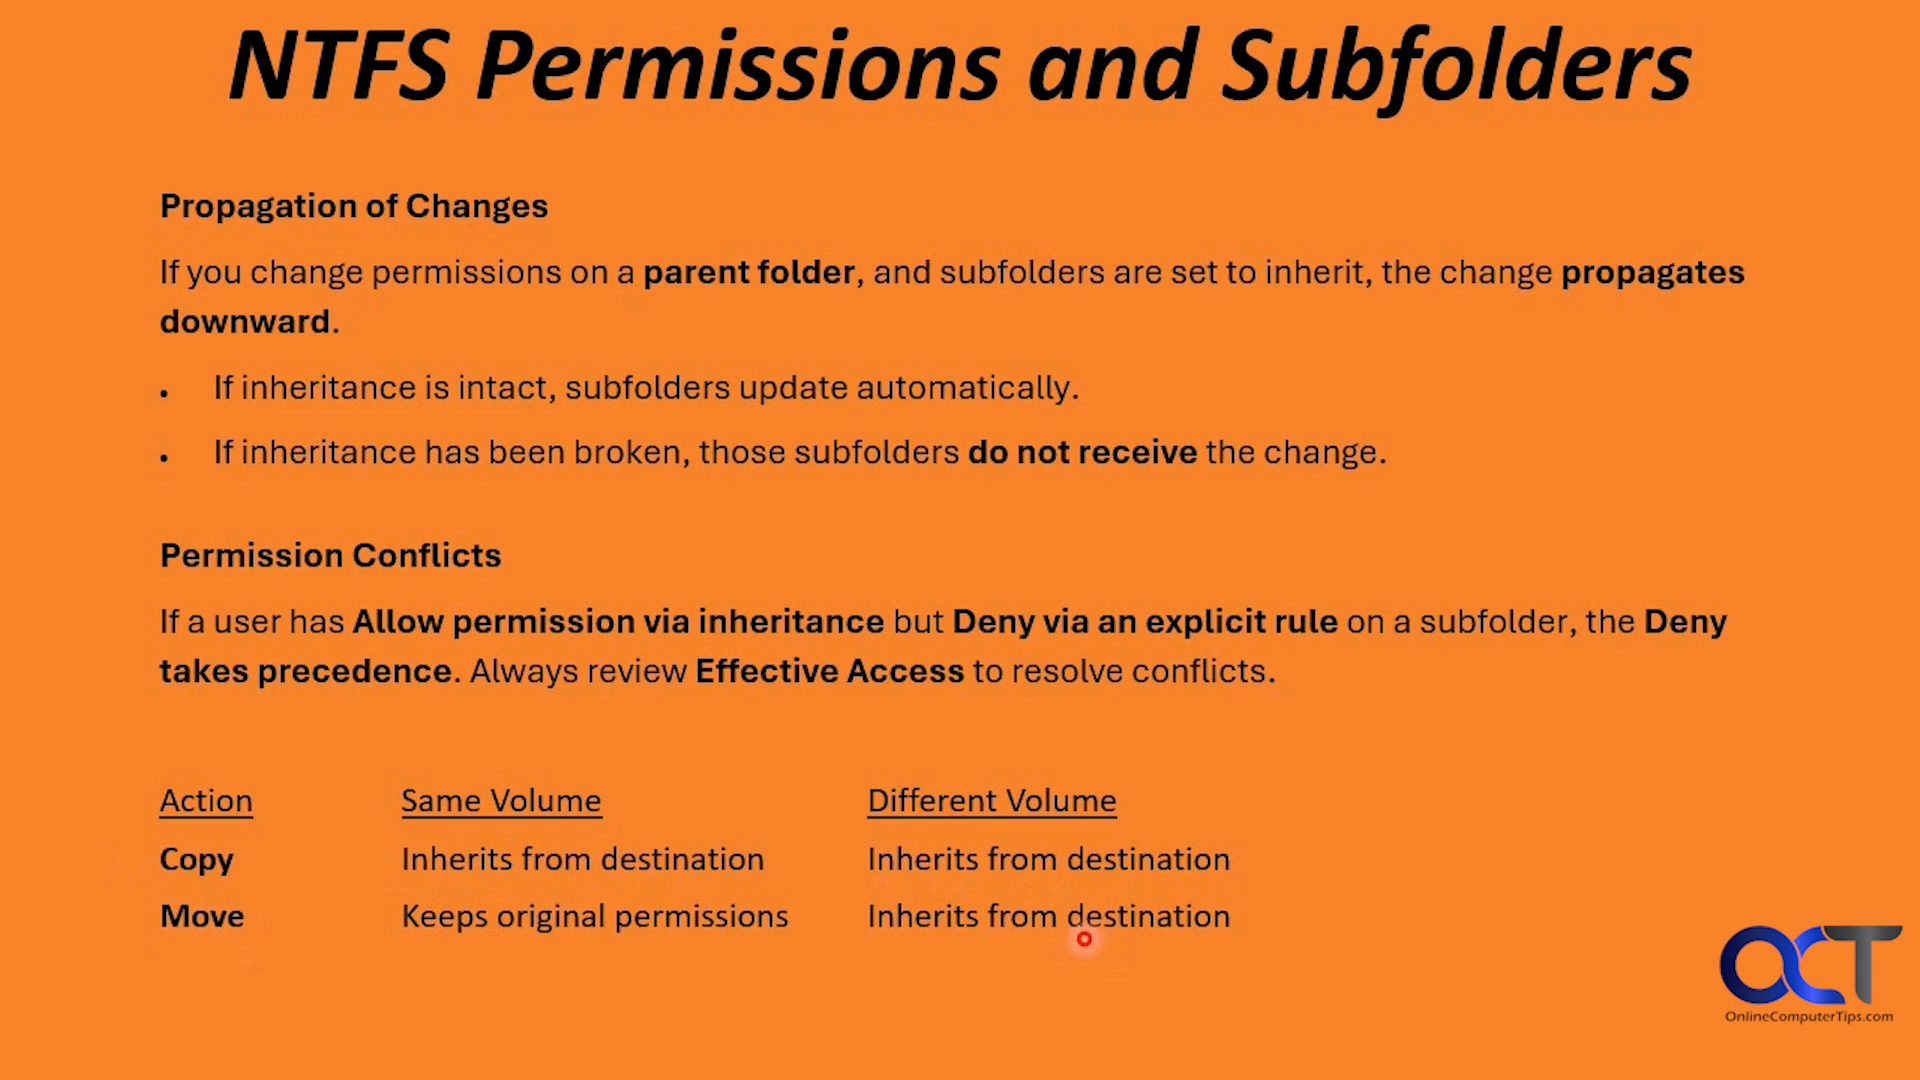 NTFS Permissions and Subfolders
Propagation of Changes
If you change permissions on a parent folder, and subfolders are set to inherit, the change propagates
downward.
• If inheritance is intact, subfolders update automatically.
• If inheritance has been broken, those subfolders do not receive the change.
Permission Conflicts
If a user has Allow permission via inheritance but Deny via an explicit rule on a subfolder, the Deny
takes precedence. Always review Effective Access to resolve conflicts.
Action Same Volume Different Volume
Copy Inherits from destination Inherits from destination
Move Keeps original permissions Inherits from destination
OCT
OnlineComputerTips.com